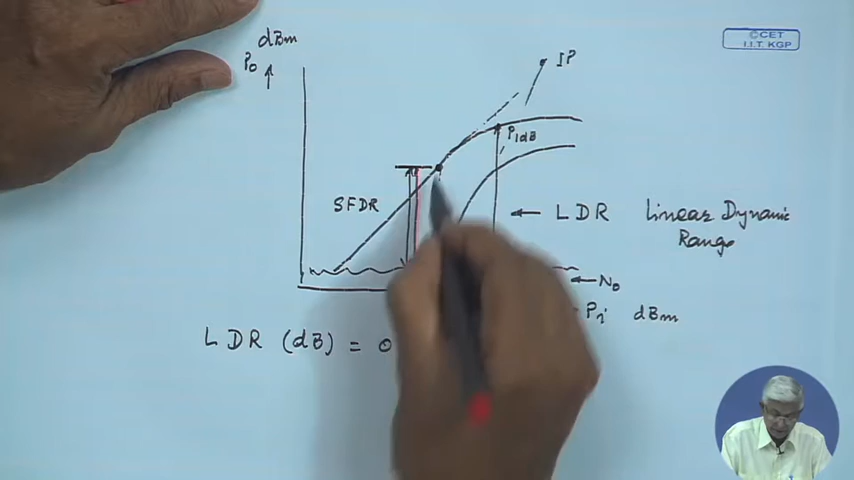 dBm
P₀ ↑
©CET
I.I.T. KGP
IP
P1dB
SFDR
← LDR Linear Dynamic
Range
← N₀
Pi dBm
LDR (dB) =